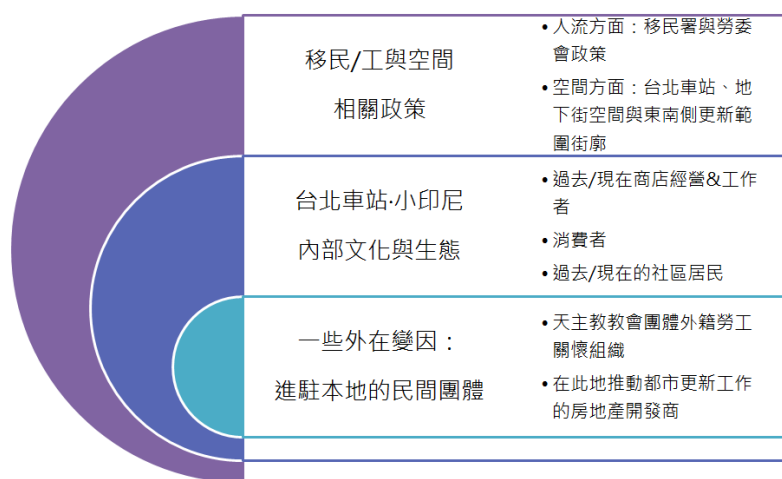 移民/工與空間
相關政策
•人流方面：移民署與勞委
會政策
•空間方面：台北車站、地
下街空間與東南側更新範
圍街廓
台北車站‧小印尼
內部文化與生態
•過去/現在商店經營&工作
者
•消費者
•過去/現在的社區居民
一些外在變因：
進駐本地的民間團體
•天主教教會團體外籍勞工
關懷組織
•在此地推動都市更新工作
的房地產開發商